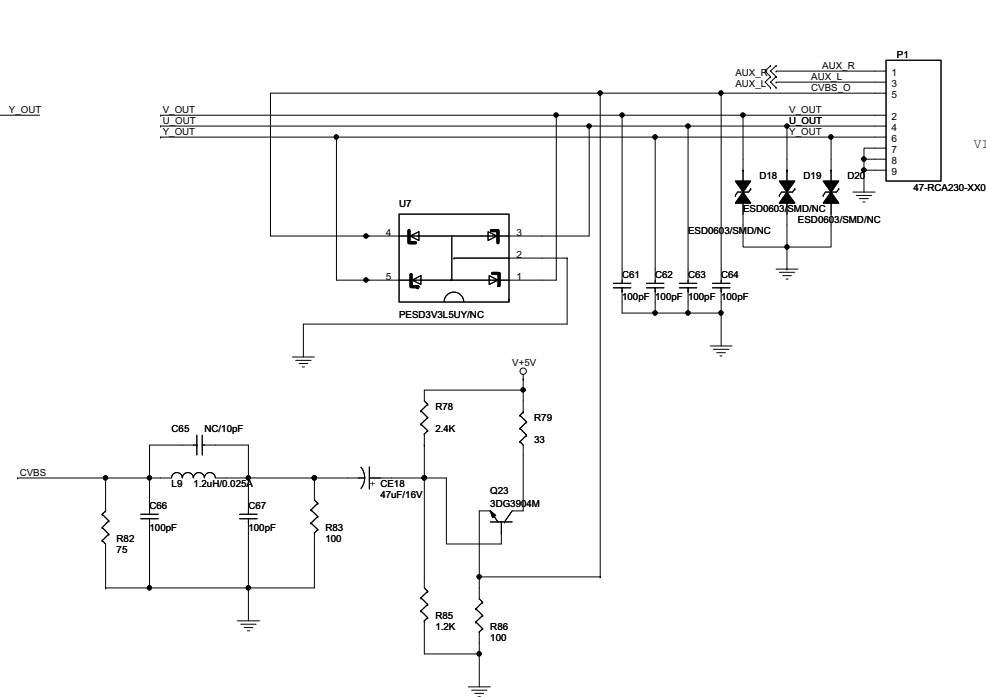 P1
AUX_R
AUX_R
1
AUX_L
AUX_L
3
CVBS_O
5
Y_OUT
V_OUT
V_OUT
2
U_OUT
U_OUT
4
Y_OUT
Y_OUT
6
7
8
9
D18
D19
D20
47-RCA230-XX0
ESD0603/SMD/NC
ESD0603/SMD/NC
ESD0603/SMD/NC
U7
4
3
2
5
1
PESD3V3L5UY/NC
C61
C62
C63
C64
100pF
100pF
100pF
100pF
V+5V
R78
2.4K
R79
33
C65
NC/10pF
CVBS
L9
1.2uH/0.025A
CE18
47uF/16V
Q23
3DG3904M
C66
100pF
C67
100pF
R82
75
R83
100
R85
1.2K
R86
100